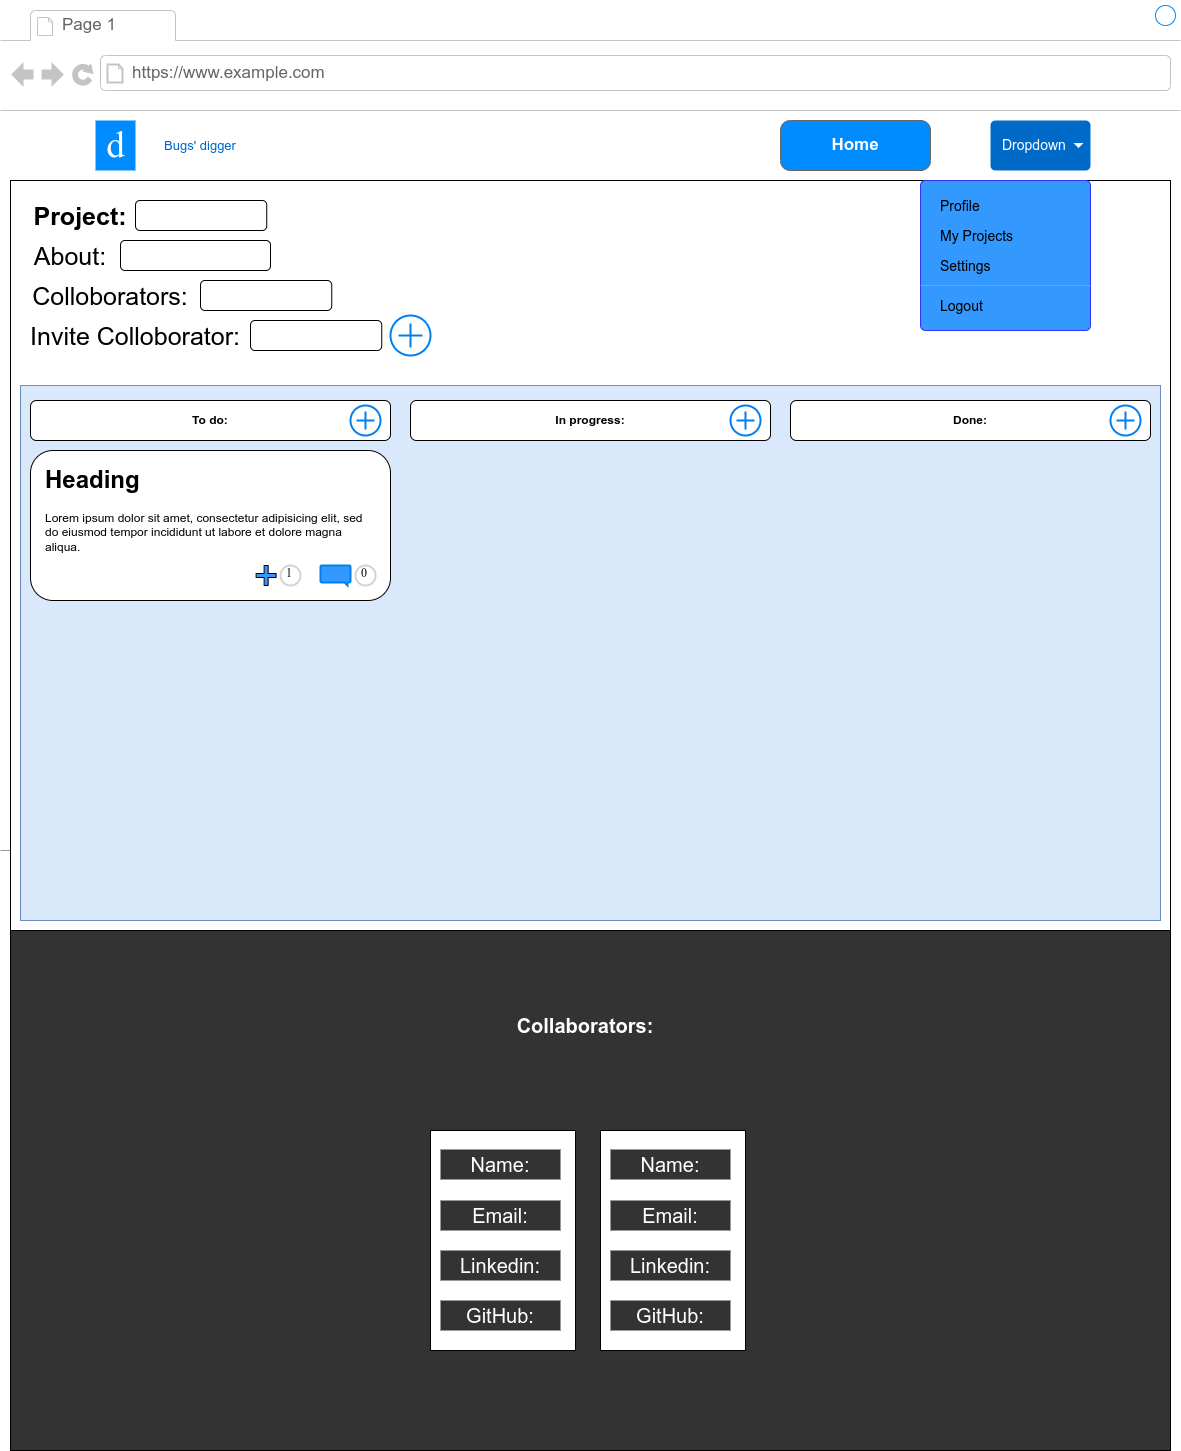 Page 1
https://www.example.com
d
Bugs' digger
Home
Dropdown
Profile
My Projects
Settings
Logout
Project:
About:
Colloborators:
Invite Colloborator:
To do:
In progress:
Done:
Heading
Lorem ipsum dolor sit amet, consectetur adipisicing elit, sed
do eiusmod tempor incididunt ut labore et dolore magna
aliqua.
1
0
Collaborators:
Name:
Email:
Linkedin:
GitHub:
Name:
Email:
Linkedin:
GitHub: